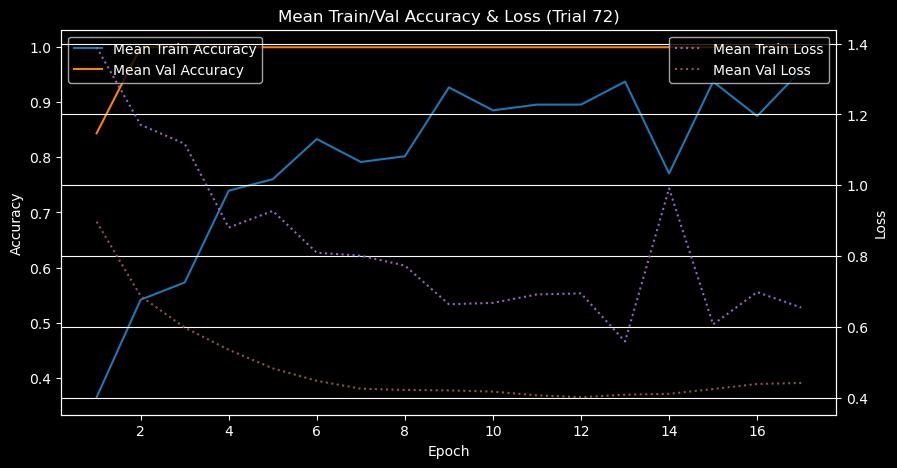 Mean Train/Val Accuracy & Loss (Trial 72)
Mean Train Accuracy
Mean Val Accuracy
Mean Train Loss
Mean Val Loss
Accuracy
1.0
0.9
0.8
0.7
0.6
0.5
0.4
1.4
1.2
1.0
0.8
0.6
0.4
Loss
2 4 6 8 10 12 14 16
Epoch